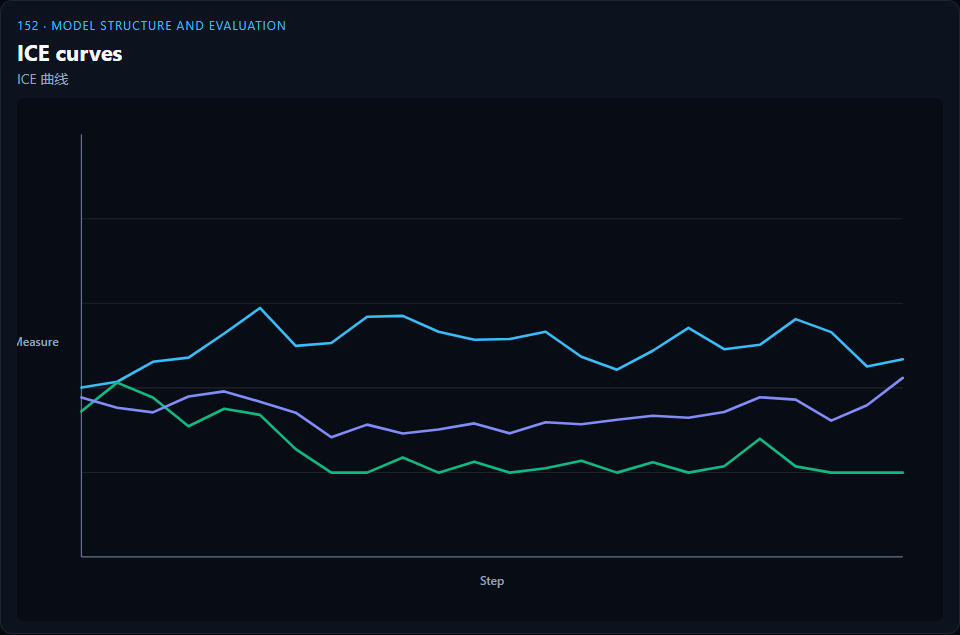 152 · MODEL STRUCTURE AND EVALUATION
ICE curves
ICE 曲线
Measure
Step